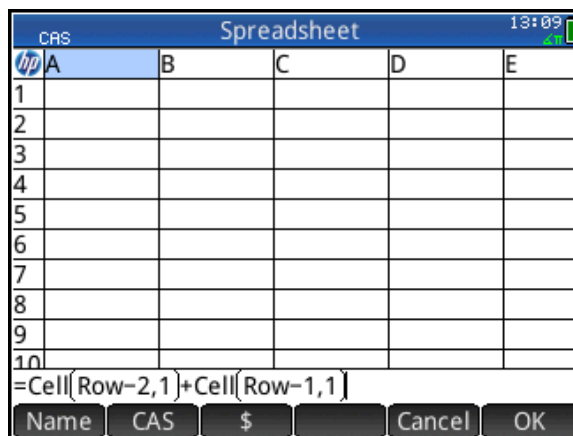 CAS Spreadsheet 13:09
∡π
hp A B C D E
1
2
3
4
5
6
7
8
9
10
=Cell(Row-2,1)+Cell(Row-1,1)
Name CAS $ Cancel OK